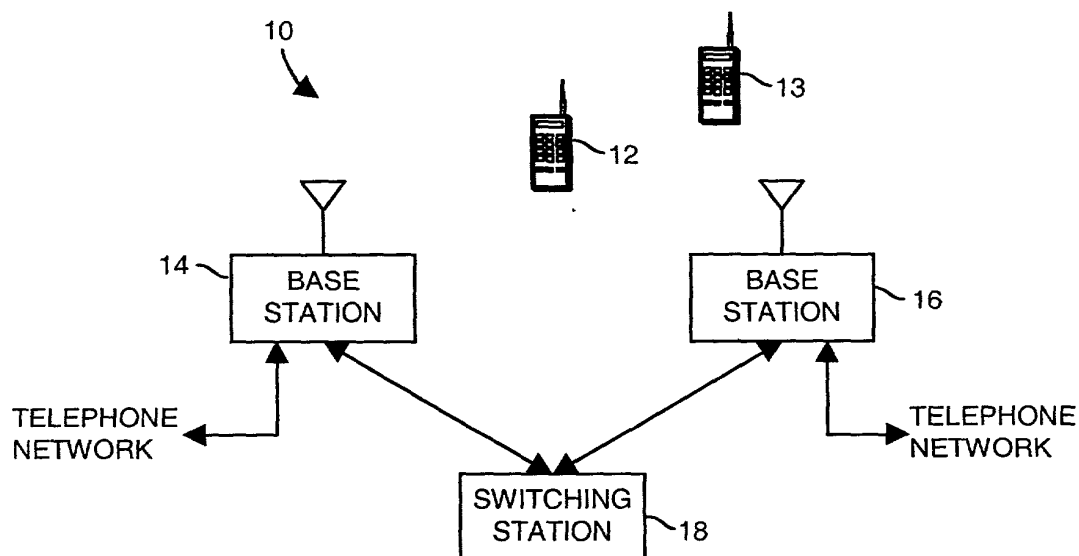 10
13
12
14
BASE
STATION
BASE
STATION
16
TELEPHONE
NETWORK
TELEPHONE
NETWORK
SWITCHING
STATION
18